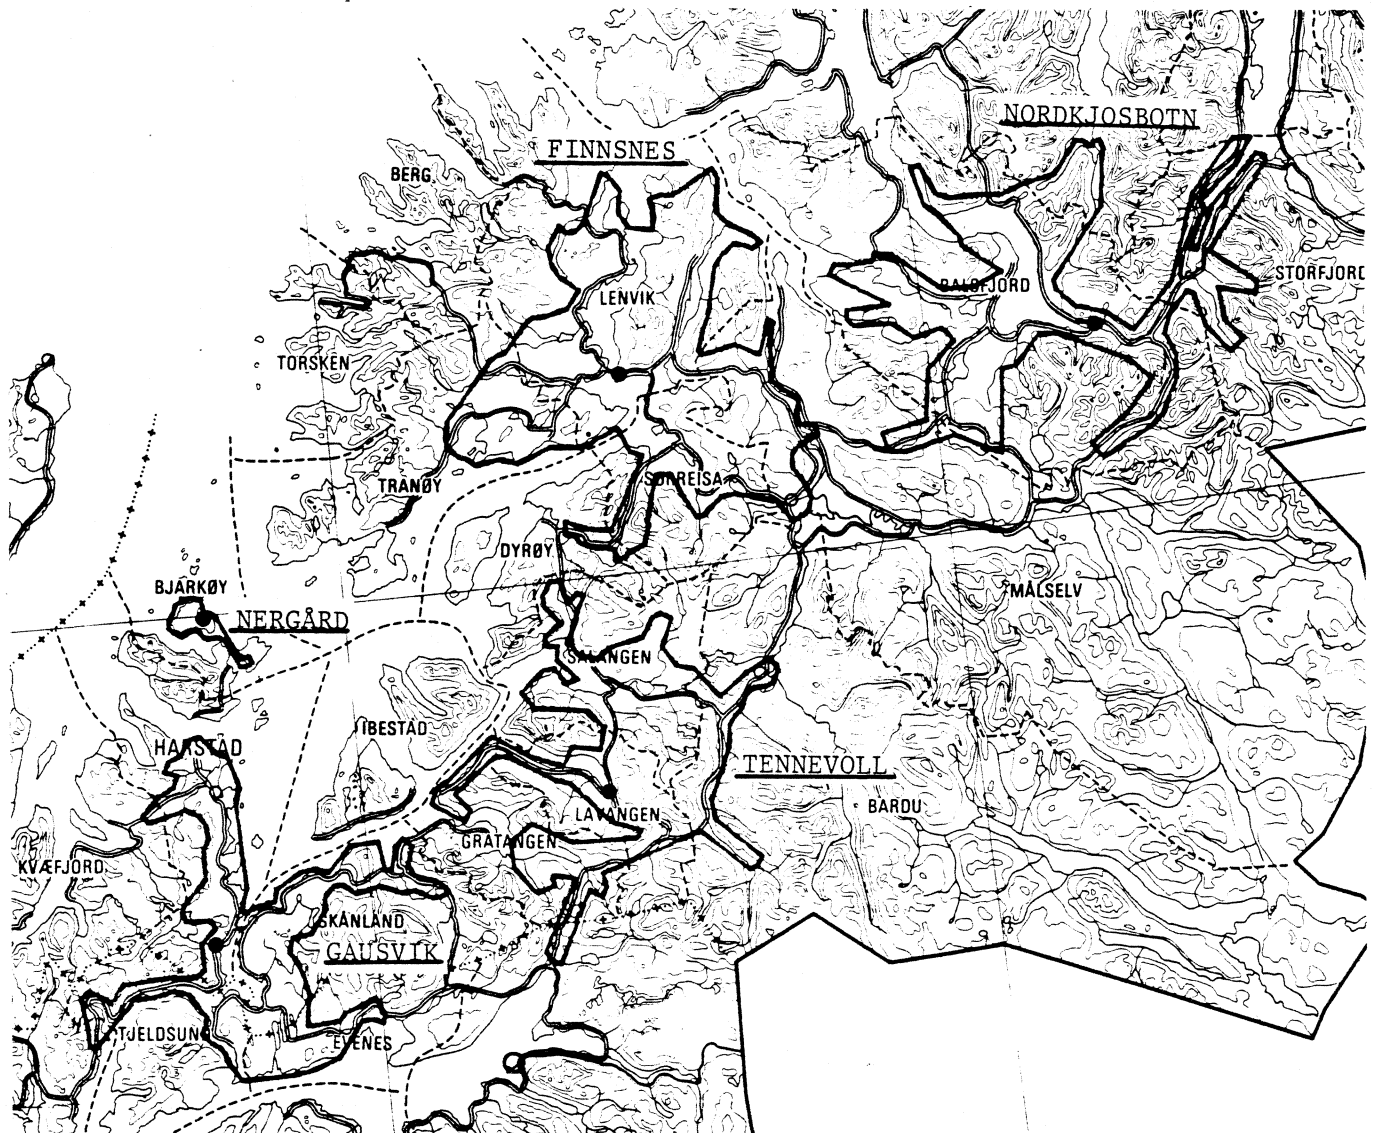 NORDKJOSBOTN
FINNSNES
BERG
STORFJORD
BALSFJORD
LENVIK
TORSKEN
SØRREISA
TRANØY
DYRØY
BJARKØY
MÅLSELV
NERGÅRD
SALANGEN
IBESTAD
HARSTAD
TENNEVOLL
BARDU
LAVANGEN
GRATANGEN
KVÆFJORD
SKÅNLAND
GAUSVIK
TJELDSUND
EVENES